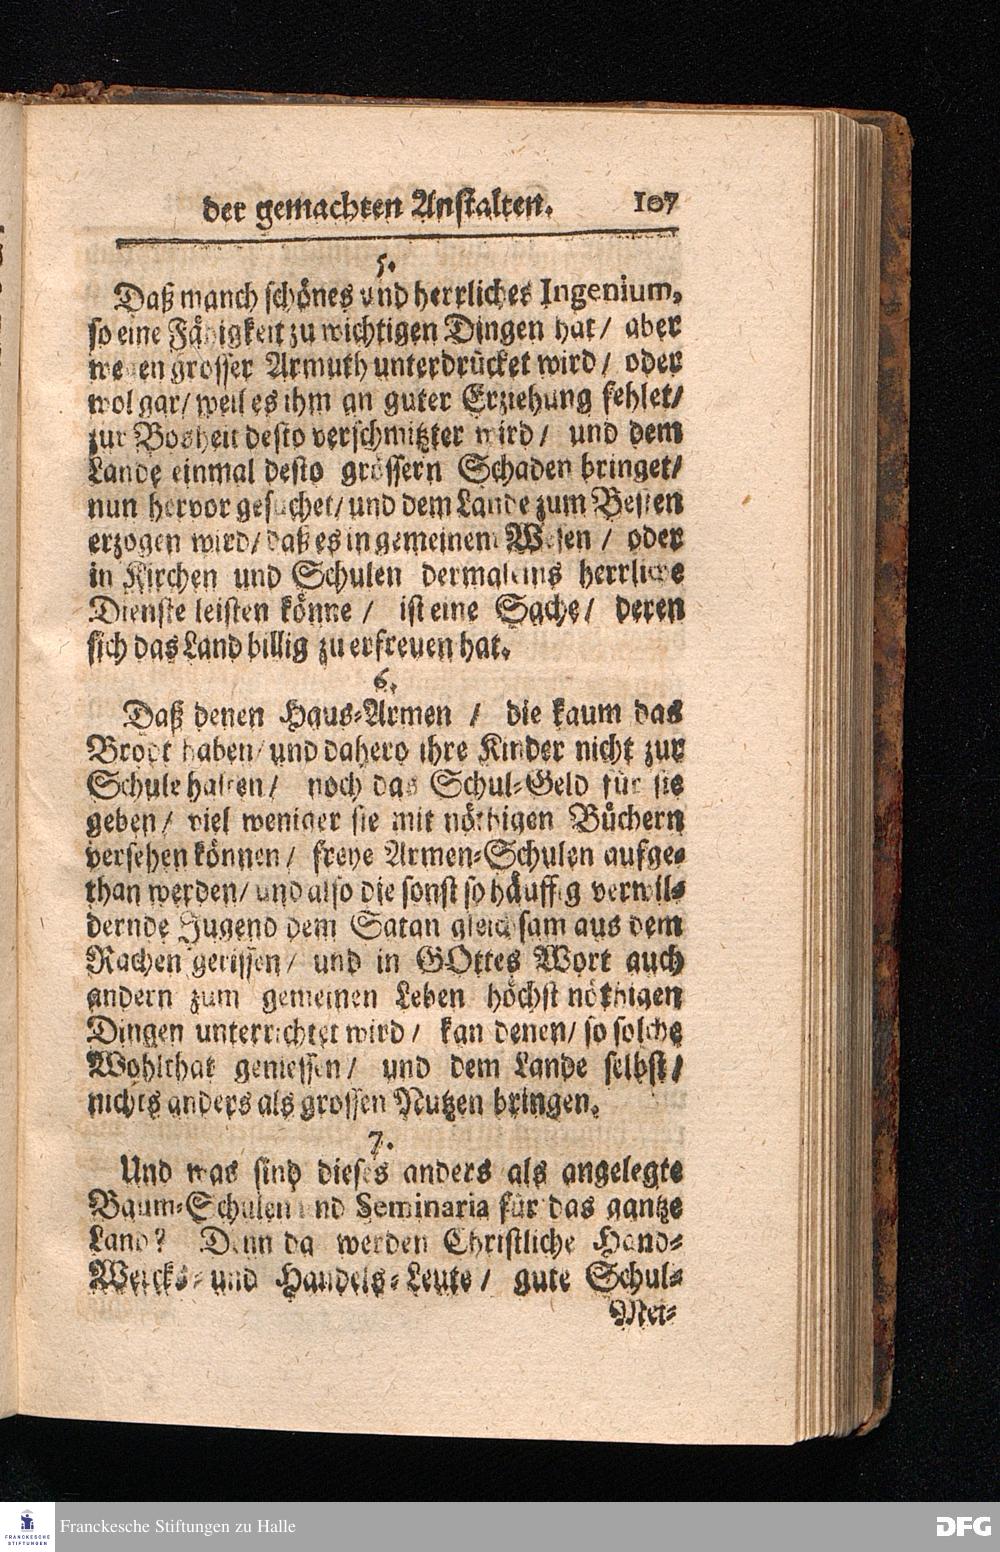 der gemachten Anstalten. 107
5.
Daß manch schönes und herrliches Ingenium,
so eine Fähigkeit zu wichtigen Dingen hat / aber
wegen grosser Armuth unterdrücket wird / oder
wol gar / weil es ihm an guter Erziehung fehlet /
zur Bosheit desto verschmitzter wird / und dem
Lande einmal desto grössern Schaden bringet /
nun hervor gesuchet / und dem Lande zum Besten
erzogen wird / daß es in gemeinem Wesen / oder
in Kirchen und Schulen dermaleins herrliche
Dienste leisten könne / ist eine Sache / deren
sich das Land billig zu erfreuen hat.
6.
Daß denen Haus-Armen / die kaum das
Brodt haben / und dahero ihre Kinder nicht zur
Schule halten / noch das Schul-Geld für sie
geben / viel weniger sie mit nöthigen Büchern
versehen können / freye Armen-Schulen aufge-
than werden / und also die sonst so häuffig verwil-
dernde Jugend dem Satan gleichsam aus dem
Rachen gerissen / und in GOttes Wort auch
andern zum gemeinen Leben höchst nöthigen
Dingen unterrichtet wird / kan denen / so solche
Wohlthat geniessen / und dem Lande selbst /
nichts anders als grossen Nutzen bringen.
7.
Und was sind dieses anders als angelegte
Baum-Schulen und Seminaria für das gantze
Land? Denn da werden Christliche Hand-
Wercks- und Handels-Leute / gute Schul-
Mei-
FRANCKESCHE
STIFTUNGEN
Franckesche Stiftungen zu Halle
DFG